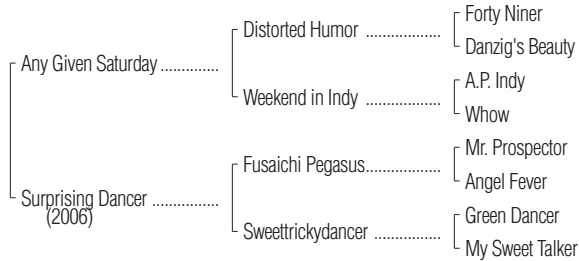 Forty Niner
Distorted Humor ..................
Danzig's Beauty
Any Given Saturday ..............
A.P. Indy
Weekend in Indy ..................
Whow
Mr. Prospector
Fusaichi Pegasus..................
Angel Fever
Surprising Dancer ................
(2006)
Green Dancer
Sweettrickydancer ................
My Sweet Talker